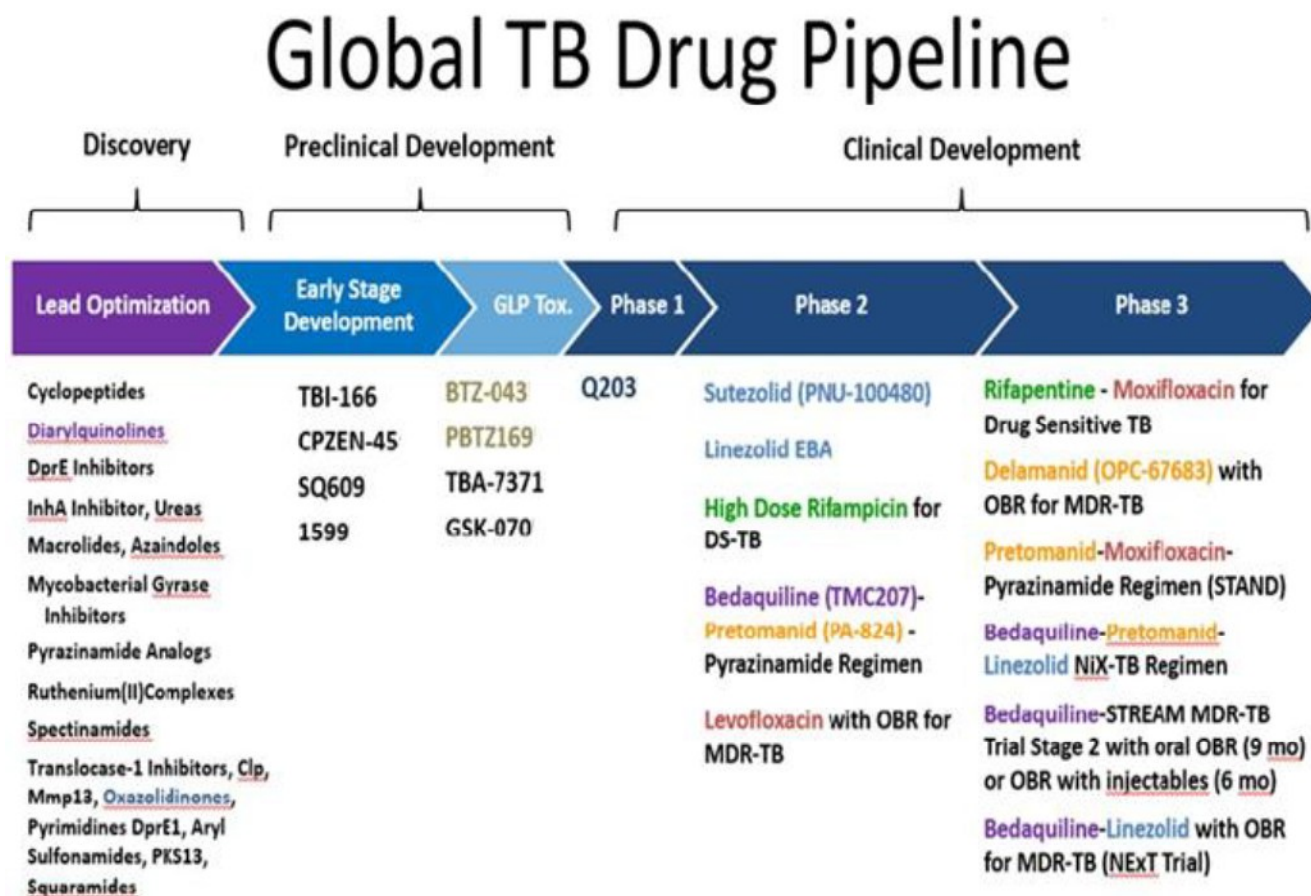 Global TB Drug Pipeline
Discovery
Preclinical Development
Clinical Development
Lead Optimization
Early Stage
Development
GLP Tox.
Phase 1
Phase 2
Phase 3
Cyclopeptides
Diarylquinolines
DprE Inhibitors
InhA Inhibitor, Ureas
Macrolides, Azaindoles
Mycobacterial Gyrase
Inhibitors
Pyrazinamide Analogs
Ruthenium(II)Complexes
Spectinamides
Translocase-1 Inhibitors, Clp,
Mmp13, Oxazolidinones,
Pyrimidines DprE1, Aryl
Sulfonamides, PKS13,
Squaramides
TBI-166
CPZEN-45
SQ609
1599
BTZ-043
PBTZ169
TBA-7371
GSK-070
Q203
Sutezolid (PNU-100480)
Linezolid EBA
High Dose Rifampicin for
DS-TB
Bedaquiline (TMC207)-
Pretomanid (PA-824) -
Pyrazinamide Regimen
Levofloxacin with OBR for
MDR-TB
Rifapentine - Moxifloxacin for
Drug Sensitive TB
Delamanid (OPC-67683) with
OBR for MDR-TB
Pretomanid-Moxifloxacin-
Pyrazinamide Regimen (STAND)
Bedaquiline-Pretomanid-
Linezolid NiX-TB Regimen
Bedaquiline-STREAM MDR-TB
Trial Stage 2 with oral OBR (9 mo)
or OBR with injectables (6 mo)
Bedaquiline-Linezolid with OBR
for MDR-TB (NExT Trial)